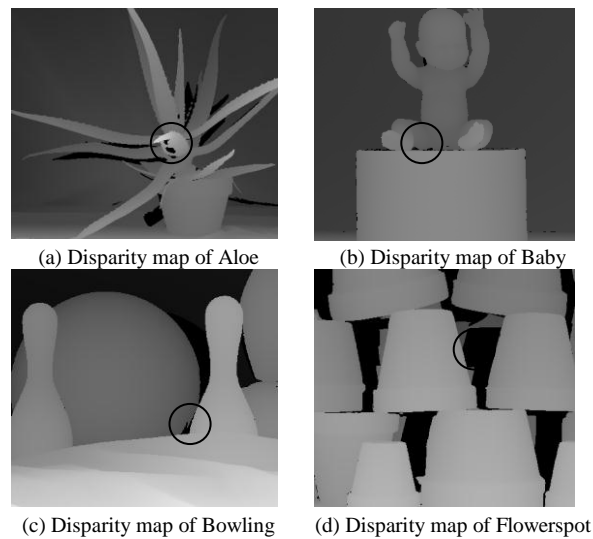 (a) Disparity map of Aloe
(b) Disparity map of Baby
(c) Disparity map of Bowling
(d) Disparity map of Flowerspot